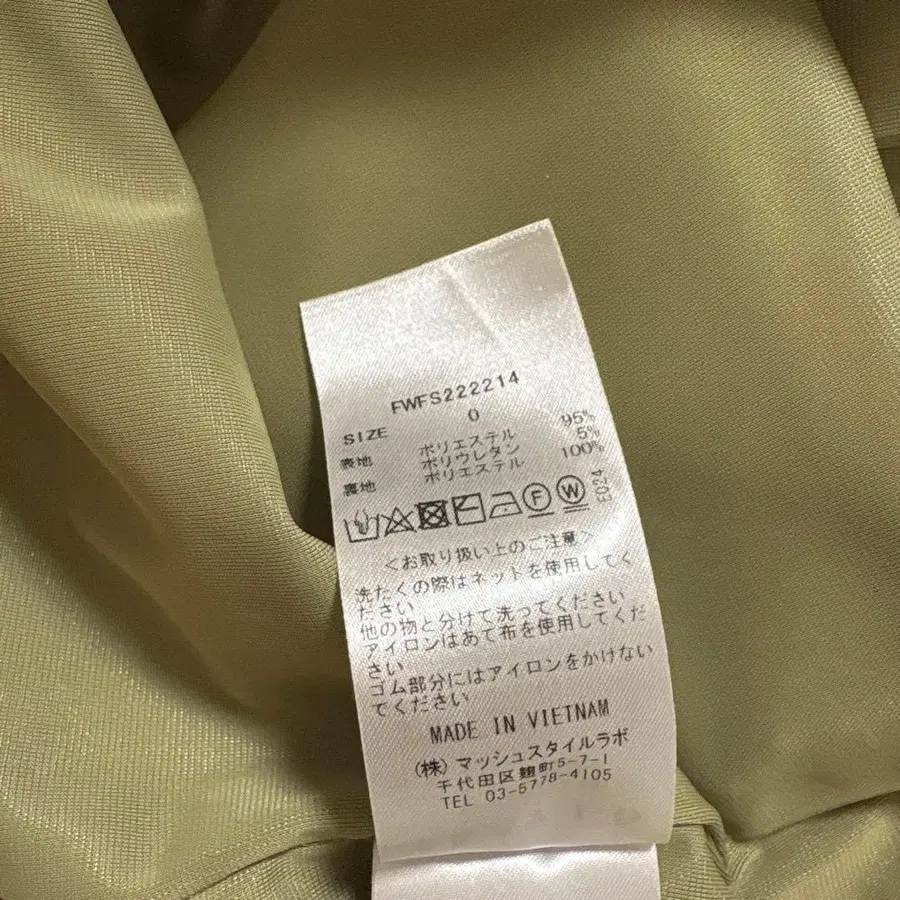 FWFS222214
SIZE 0
表地 ポリエステル 95%
ポリウレタン 5%
裏地 ポリエステル 100%
F W E024
<お取り扱い上のご注意>
洗たくの際はネットを使用してく
ださい
他の物と分けて洗ってください
アイロンはあて布を使用してくだ
さい
ゴム部分にはアイロンをかけない
でください
MADE IN VIETNAM
(株)マッシュスタイルラボ
千代田区麹町5-7-1
TEL 03-5778-4105